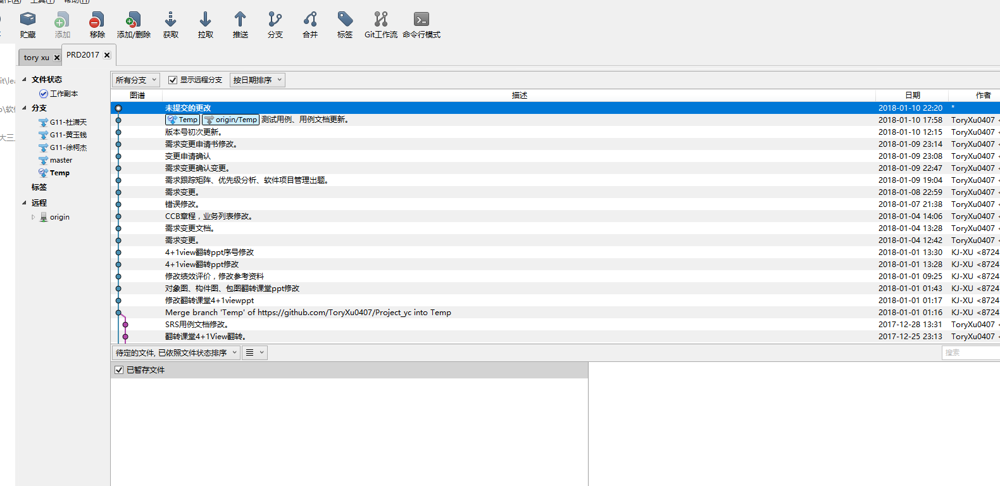 工具(T) 帮助(H)
贮藏 添加 移除 添加/删除 获取 拉取 推送 分支 合并 标签 Git工作流 命令行模式
tory xu PRD2017
所有分支 显示远程分支 按日期排序
图谱 描述 日期 作者
文件状态
工作副本
分支
G11-杜潇天
G11-黄玉钱
G11-徐柯杰
master
Temp
标签
远程
origin
未提交的更改 2018-01-10 22:20 *
Temp origin/Temp 测试用例、用例文档更新。 2018-01-10 17:58 ToryXu0407 <
版本号初次更新。 2018-01-10 12:15 ToryXu0407 <
需求变更申请书修改。 2018-01-09 23:14 ToryXu0407 <
变更申请确认 2018-01-09 23:08 ToryXu0407 <
需求变更确认变更。 2018-01-09 22:47 ToryXu0407 <
需求跟踪矩阵、优先级分析、软件项目管理出题。 2018-01-09 19:04 ToryXu0407 <
需求变更。 2018-01-08 22:59 ToryXu0407 <
错误修改。 2018-01-07 21:38 ToryXu0407 <
CCB章程，业务列表修改。 2018-01-04 14:06 ToryXu0407 <
需求变更文档。 2018-01-04 13:28 ToryXu0407 <
需求变更。 2018-01-04 12:42 ToryXu0407 <
4+1view翻转ppt序号修改 2018-01-01 13:30 KJ-XU <8724
4+1view翻转ppt修改 2018-01-01 13:28 KJ-XU <8724
修改绩效评价，修改参考资料 2018-01-01 09:25 KJ-XU <8724
对象图、构件图、包图翻转课堂ppt修改 2018-01-01 01:43 KJ-XU <8724
修改翻转课堂4+1viewppt 2018-01-01 01:17 KJ-XU <8724
Merge branch 'Temp' of https://github.com/ToryXu0407/Project_yc into Temp 2018-01-01 01:16 KJ-XU <8724
SRS用例文档修改。 2017-12-28 13:31 ToryXu0407 <
翻转课堂4+1View翻转。 2017-12-25 23:13 ToryXu0407 <
待定的文件, 已依照文件状态排序 搜索
已暂存文件
it\lea
\软件
大三